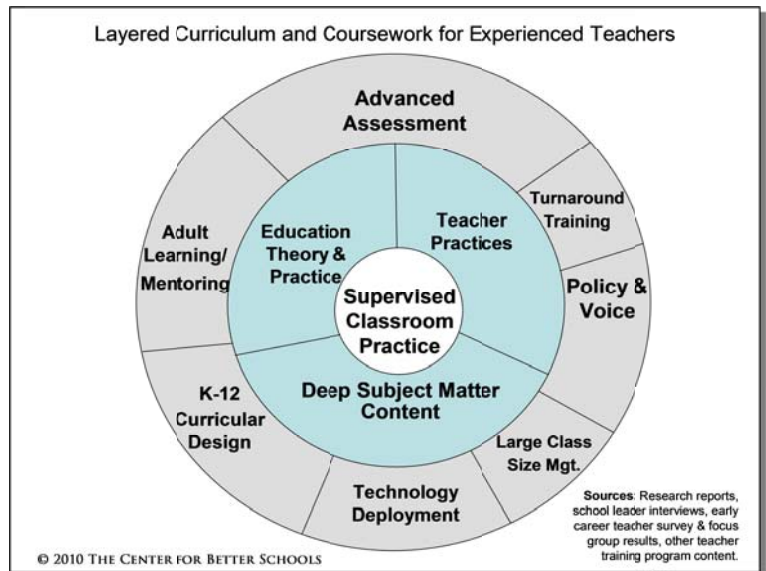 Layered Curriculum and Coursework for Experienced Teachers
Advanced
Assessment
Turnaround
Training
Policy &
Voice
Large Class
Size Mgt.
Technology
Deployment
K-12
Curricular
Design
Adult
Learning/
Mentoring
Education
Theory &
Practice
Teacher
Practices
Deep Subject Matter
Content
Supervised
Classroom
Practice
Sources: Research reports,
school leader interviews, early
career teacher survey & focus
group results, other teacher
training program content.
© 2010 THE CENTER FOR BETTER SCHOOLS